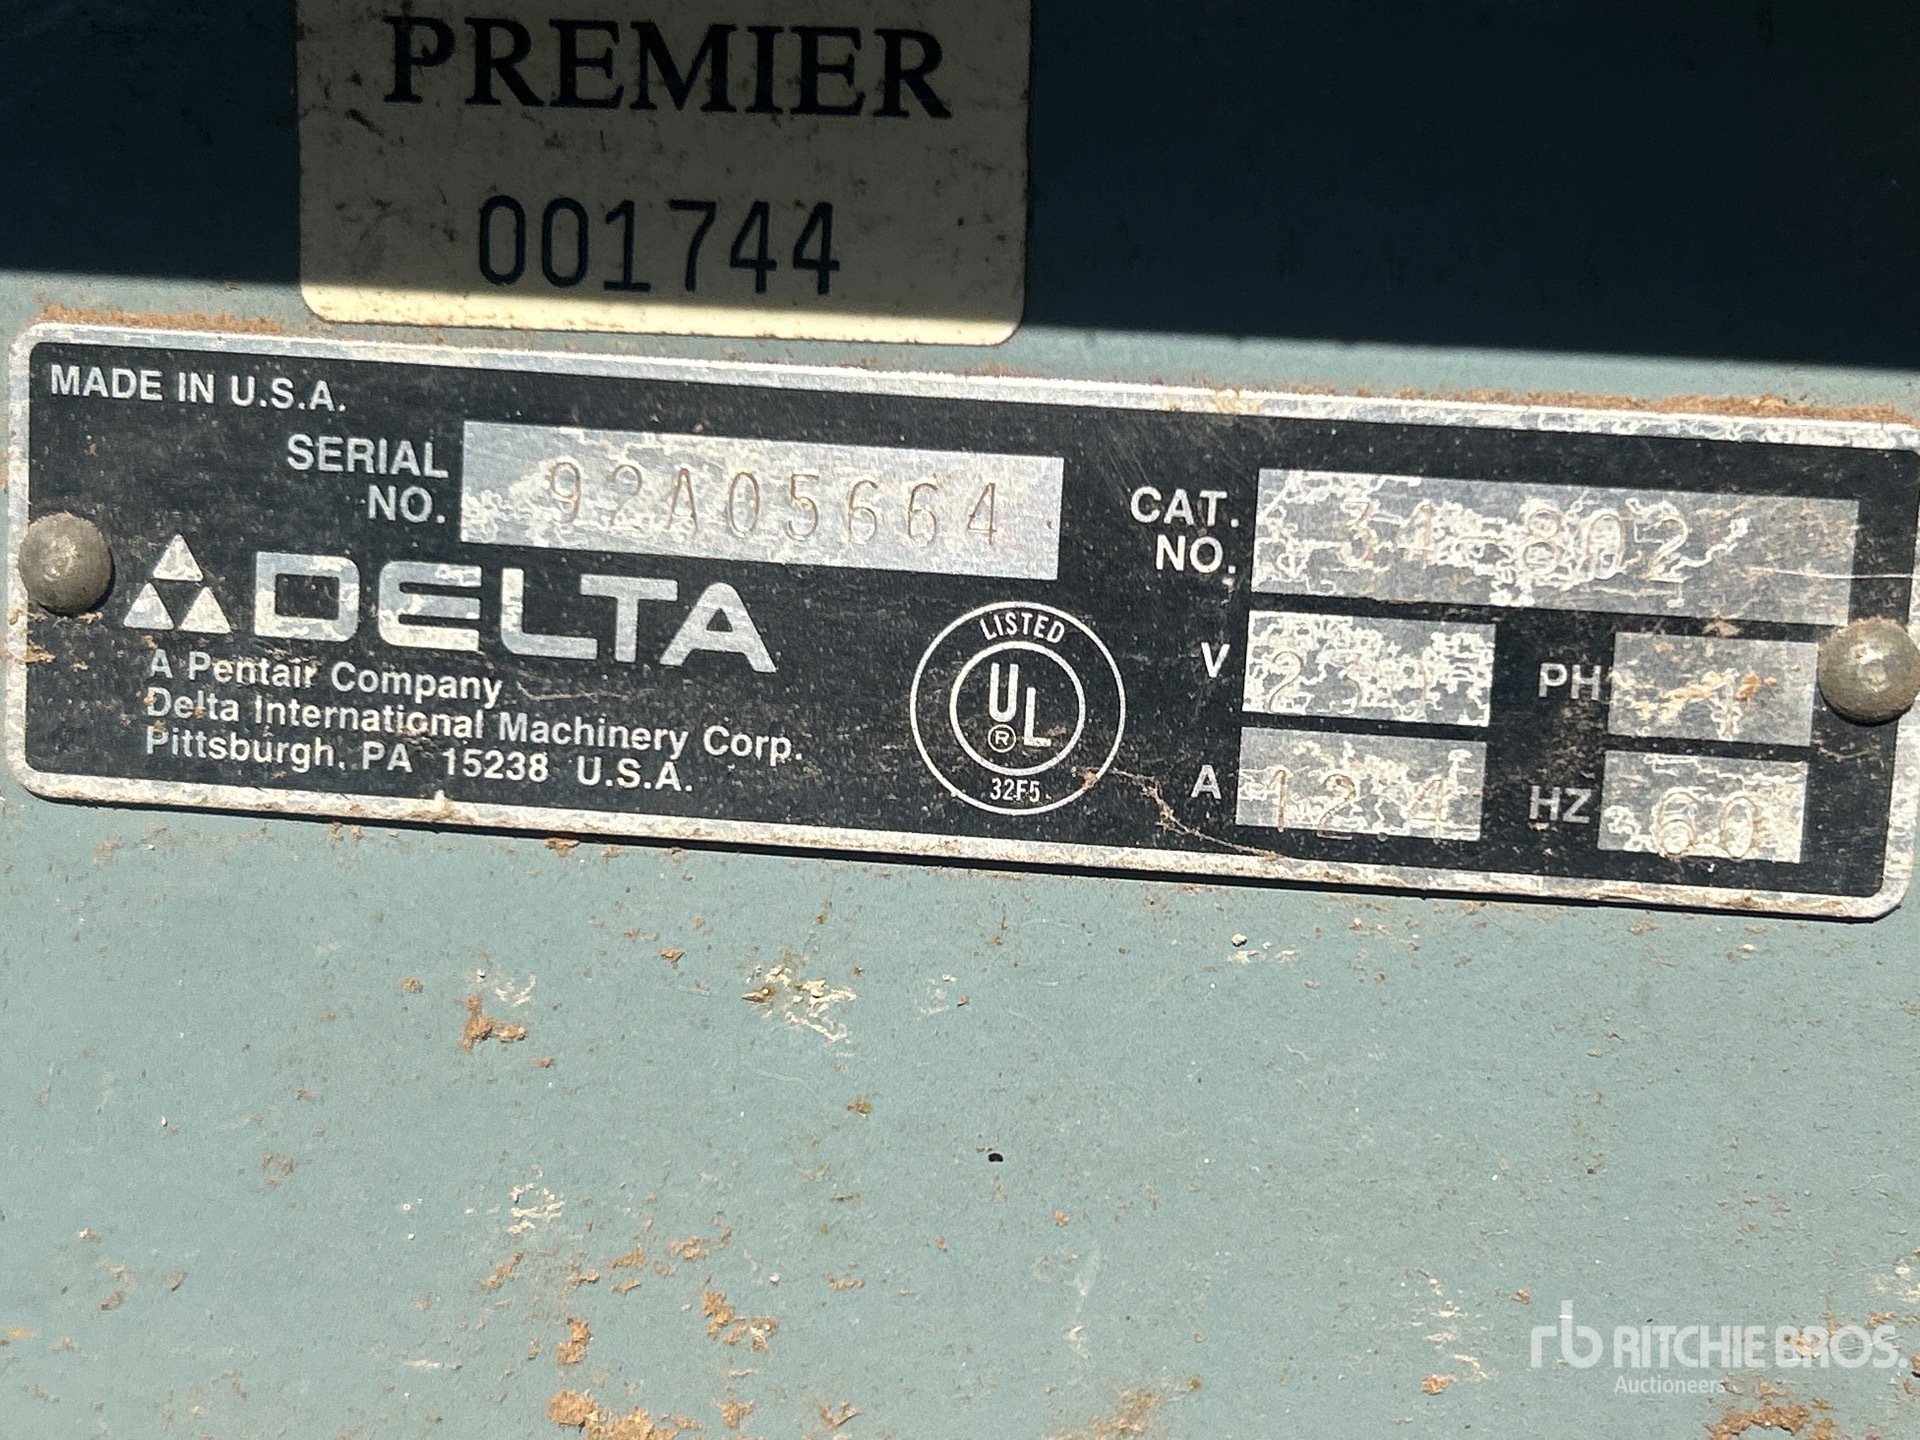 PREMIER
001744
MADE IN U.S.A.
SERIAL NO. 92A05664
CAT. NO. 34-802
DELTA
A Pentair Company
Delta International Machinery Corp.
Pittsburgh, PA 15238 U.S.A.
LISTED
UL
®
32F5
V
PH 1
A 12.4
HZ 60
rb RITCHIE BROS.
Auctioneers